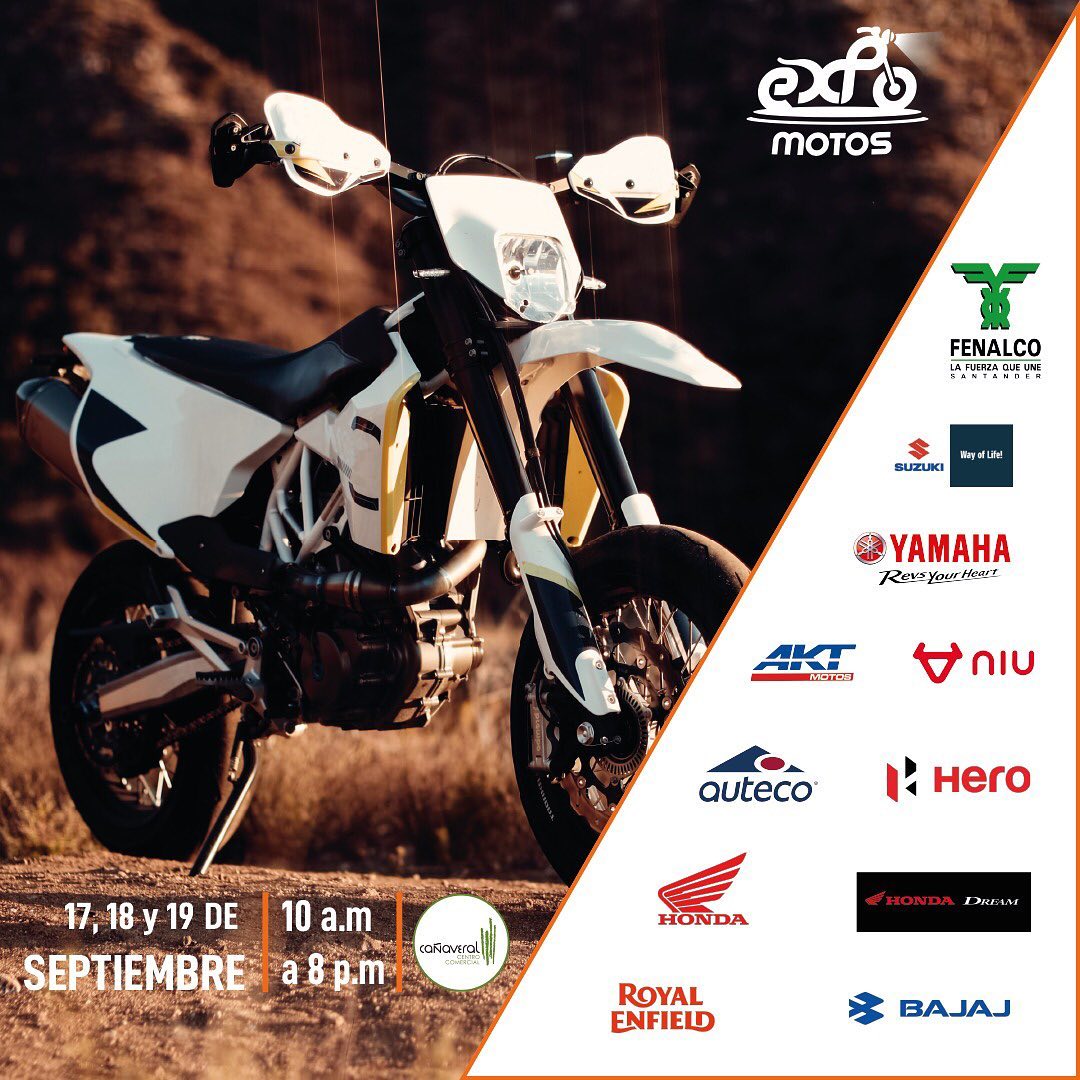 expo
MOTOS
FENALCO
LA FUERZA QUE UNE
SANTANDER
SUZUKI
Way of Life!
YAMAHA
Revs Your Heart
AKT
MOTOS
NIU
auteco
Hero
HONDA
HONDA DREAM
ROYAL
ENFIELD
BAJAJ
17, 18 y 19 DE
SEPTIEMBRE
10 a.m
a 8 p.m
cañaveral
CENTRO
COMERCIAL